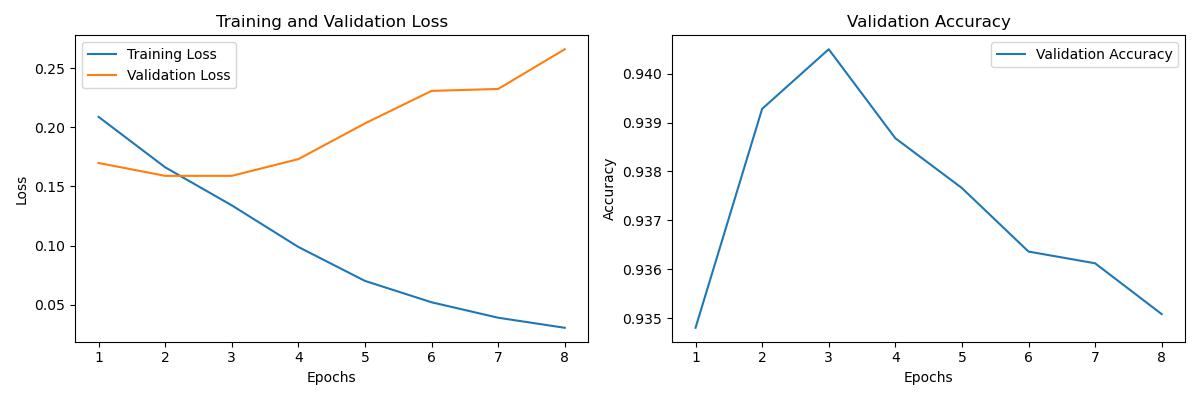 Training and Validation Loss
Training Loss
Validation Loss
0.25
0.20
0.15
0.10
0.05
Loss
1 2 3 4 5 6 7 8
Epochs
Validation Accuracy
Validation Accuracy
0.940
0.939
0.938
0.937
0.936
0.935
Accuracy
1 2 3 4 5 6 7 8
Epochs